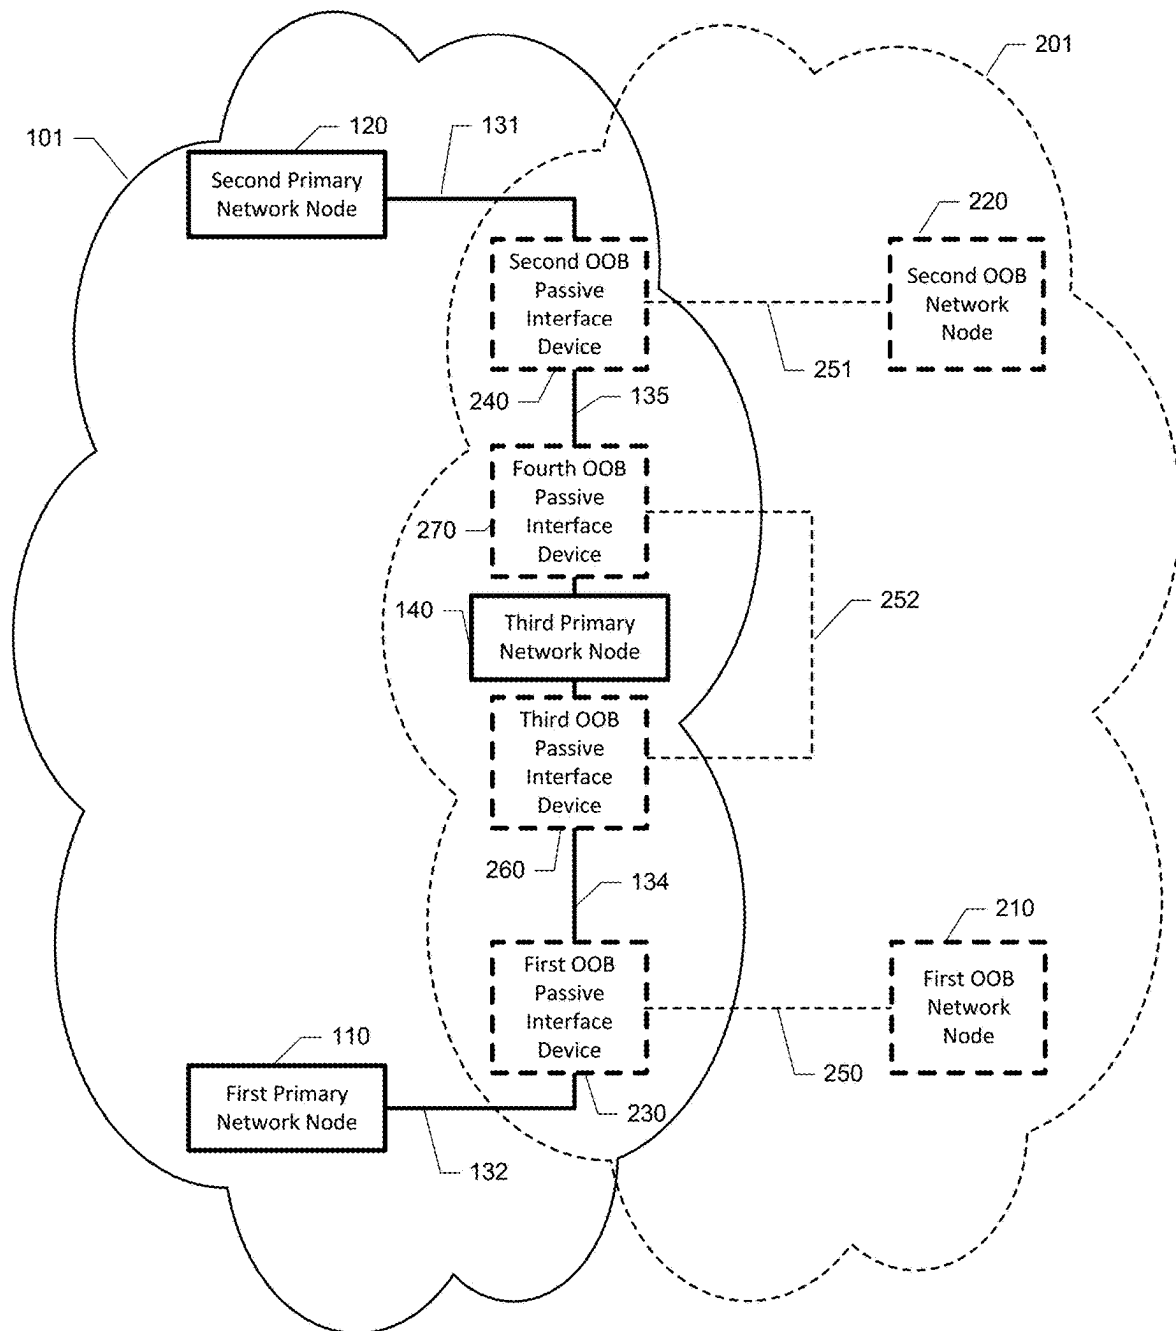 201
120
131
101
Second Primary
Network Node
220
Second OOB
Passive
Interface
Device
Second OOB
Network
Node
251
240
135
Fourth OOB
Passive
Interface
Device
270
252
140
Third Primary
Network Node
Third OOB
Passive
Interface
Device
260
134
210
First OOB
Passive
Interface
Device
First OOB
Network
Node
110
250
230
First Primary
Network Node
132